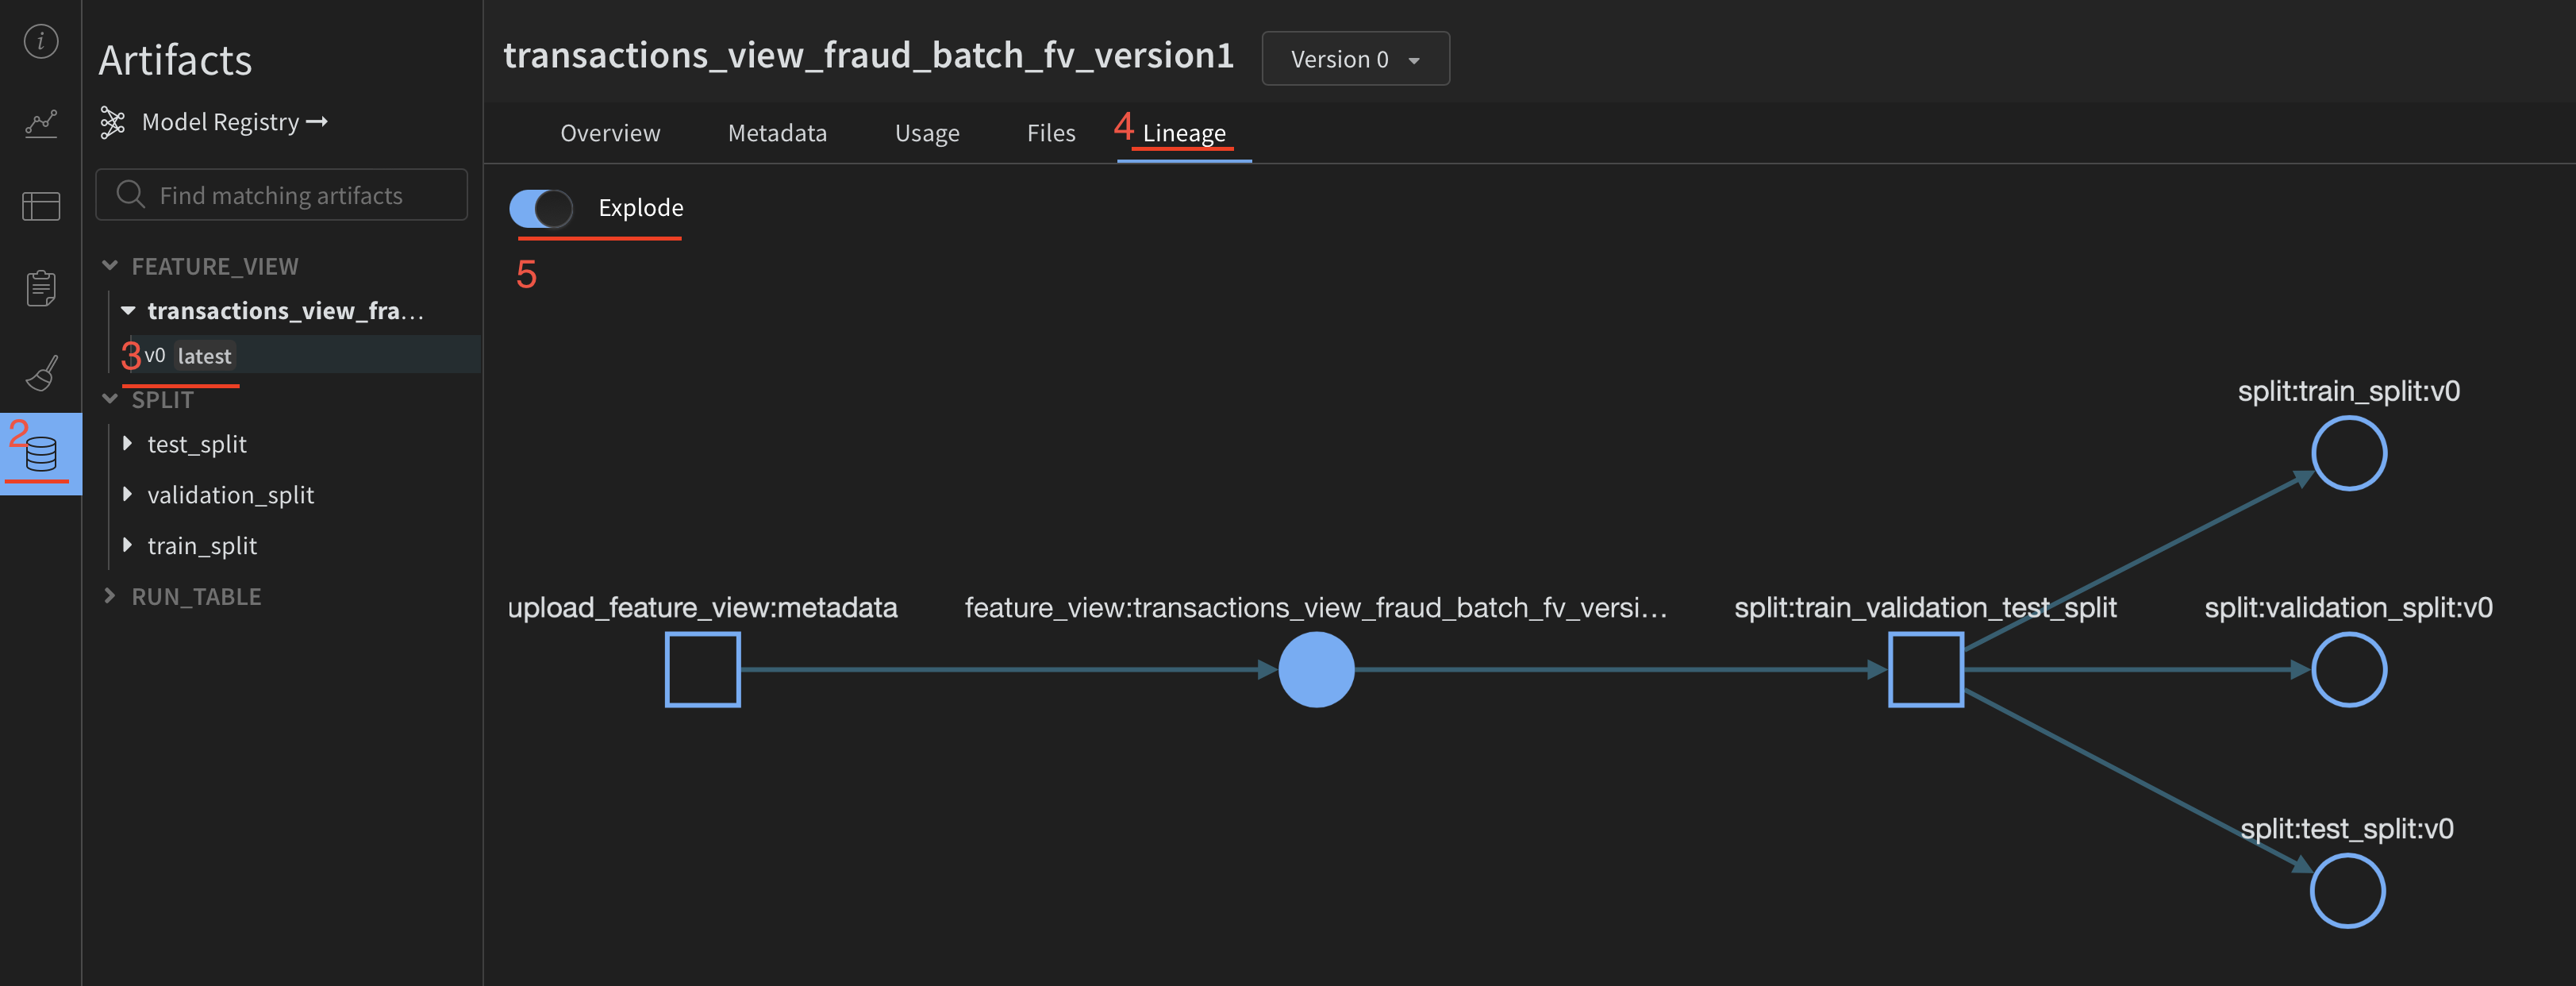 Artifacts
Model Registry →
Find matching artifacts
FEATURE_VIEW
transactions_view_fra...
3 v0 latest
SPLIT
2
test_split
validation_split
train_split
RUN_TABLE
transactions_view_fraud_batch_fv_version1 Version 0
Overview Metadata Usage Files 4 Lineage
Explode
5
split:train_split:v0
upload_feature_view:metadata feature_view:transactions_view_fraud_batch_fv_versi... split:train_validation_test_split split:validation_split:v0
split:test_split:v0